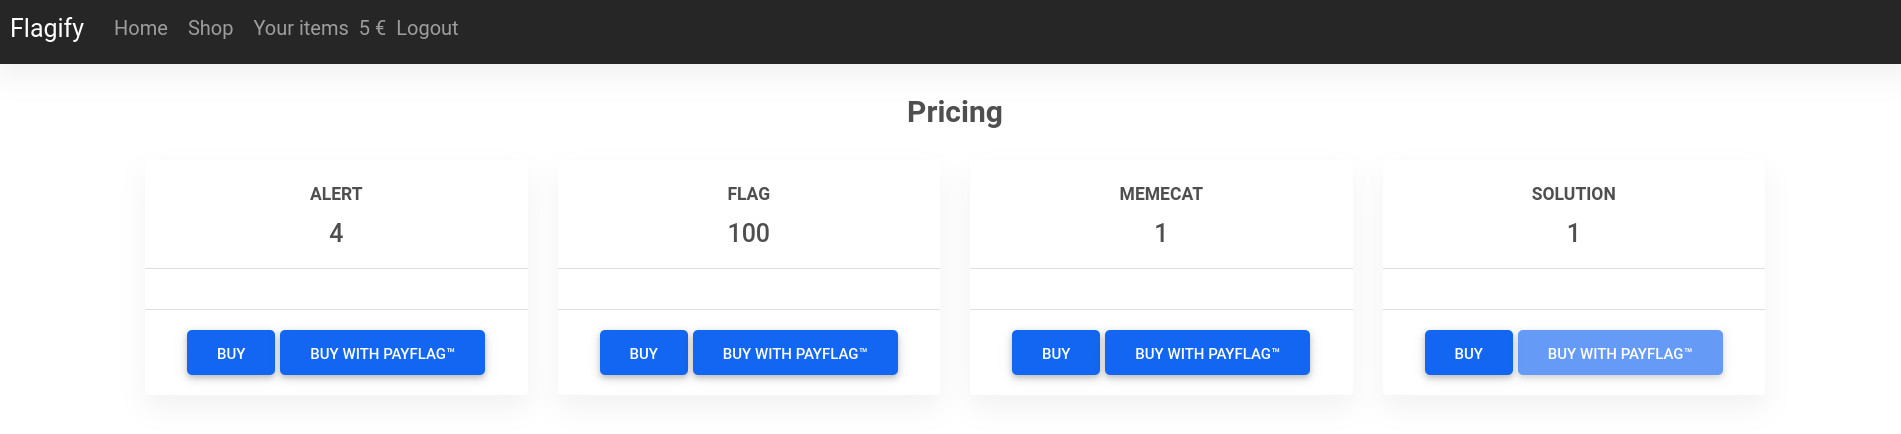 Flagify Home Shop Your items 5 € Logout
Pricing
ALERT
4
BUY BUY WITH PAYFLAG™
FLAG
100
BUY BUY WITH PAYFLAG™
MEMECAT
1
BUY BUY WITH PAYFLAG™
SOLUTION
1
BUY BUY WITH PAYFLAG™